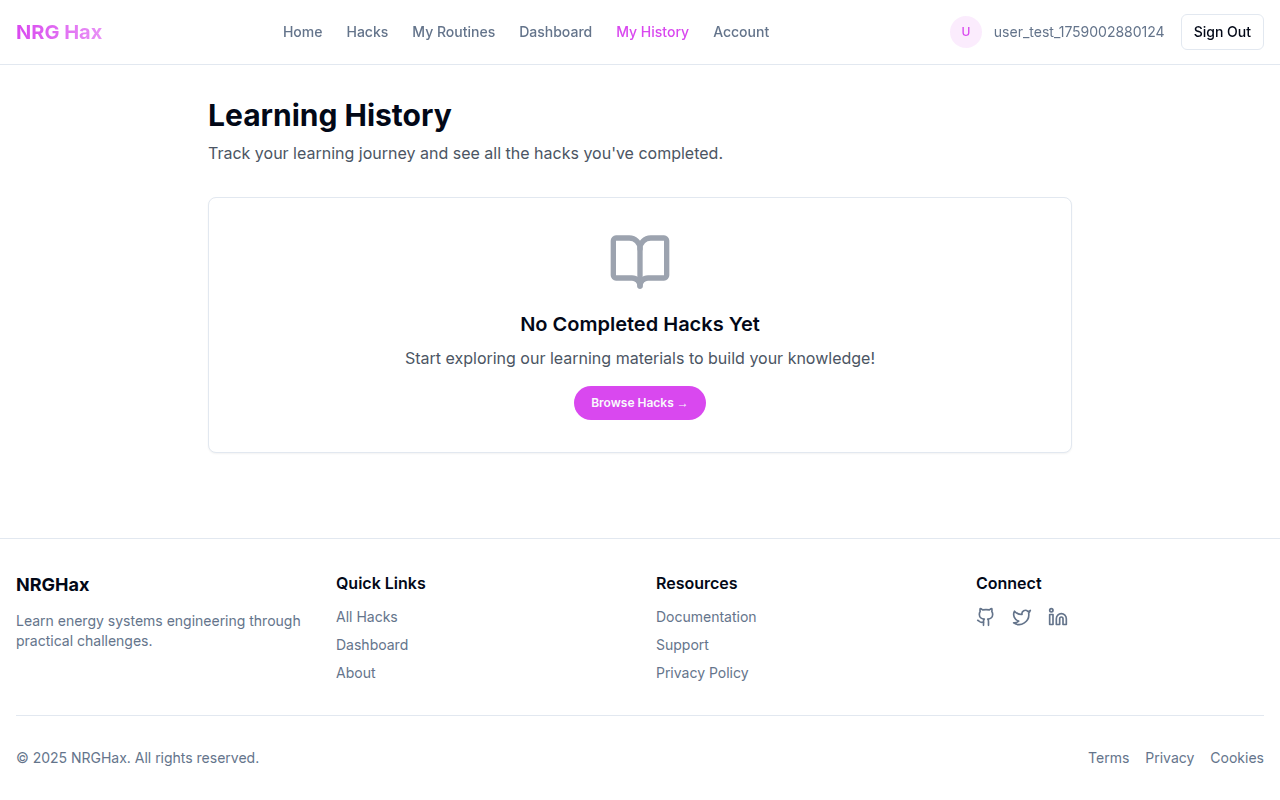 NRG Hax
Home
Hacks
My Routines
Dashboard
My History
Account
U
user_test_1759002880124
Sign Out
Learning History
Track your learning journey and see all the hacks you've completed.
No Completed Hacks Yet
Start exploring our learning materials to build your knowledge!
Browse Hacks →
NRGHax
Learn energy systems engineering through
practical challenges.
Quick Links
All Hacks
Dashboard
About
Resources
Documentation
Support
Privacy Policy
Connect
© 2025 NRGHax. All rights reserved.
Terms
Privacy
Cookies